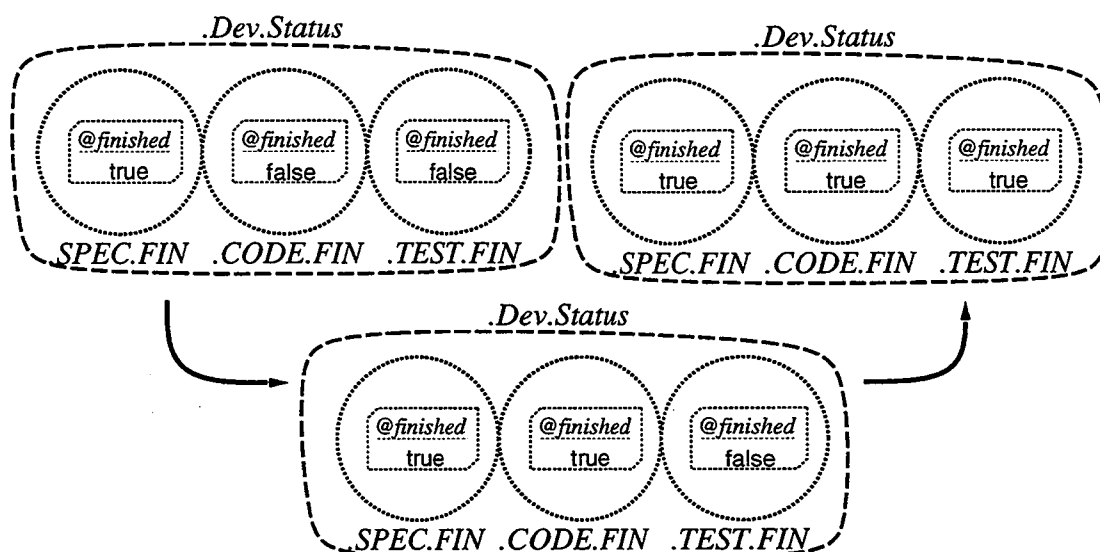 .Dev.Status
@finished @finished @finished
true false false
.SPEC.FIN .CODE.FIN .TEST.FIN
.Dev.Status
@finished @finished @finished
true true true
.SPEC.FIN .CODE.FIN .TEST.FIN
.Dev.Status
@finished @finished @finished
true true false
.SPEC.FIN .CODE.FIN .TEST.FIN